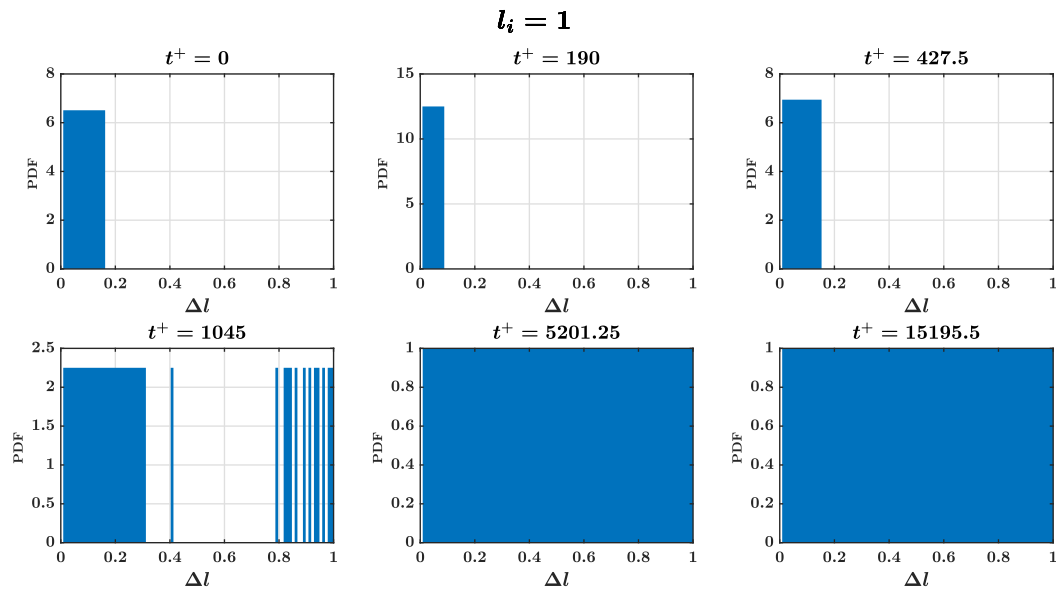 l_i = 1
t^+ = 0
t^+ = 190
t^+ = 427.5
8
6
4
2
0
PDF
0 0.2 0.4 0.6 0.8 1
Δl
15
10
5
0
PDF
0 0.2 0.4 0.6 0.8 1
Δl
8
6
4
2
0
PDF
0 0.2 0.4 0.6 0.8 1
Δl
t^+ = 1045
t^+ = 5201.25
t^+ = 15195.5
2.5
2
1.5
1
0.5
0
PDF
0 0.2 0.4 0.6 0.8 1
Δl
1
0.8
0.6
0.4
0.2
0
PDF
0 0.2 0.4 0.6 0.8 1
Δl
1
0.8
0.6
0.4
0.2
0
PDF
0 0.2 0.4 0.6 0.8 1
Δl